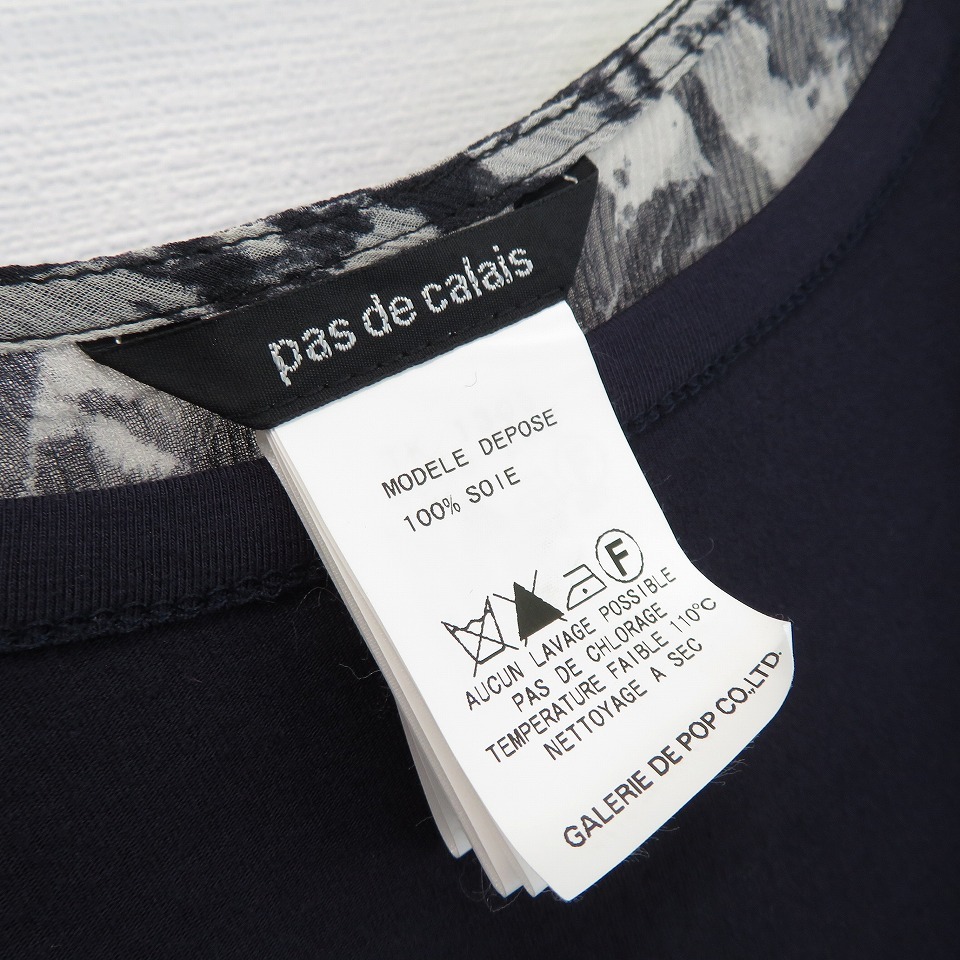 pas de calais
MODELE DEPOSE
100% SOIE
F
AUCUN LAVAGE POSSIBLE
PAS DE CHLORAGE
TEMPERATURE FAIBLE 110℃
NETTOYAGE A SEC
GALERIE DE POP CO.,LTD.